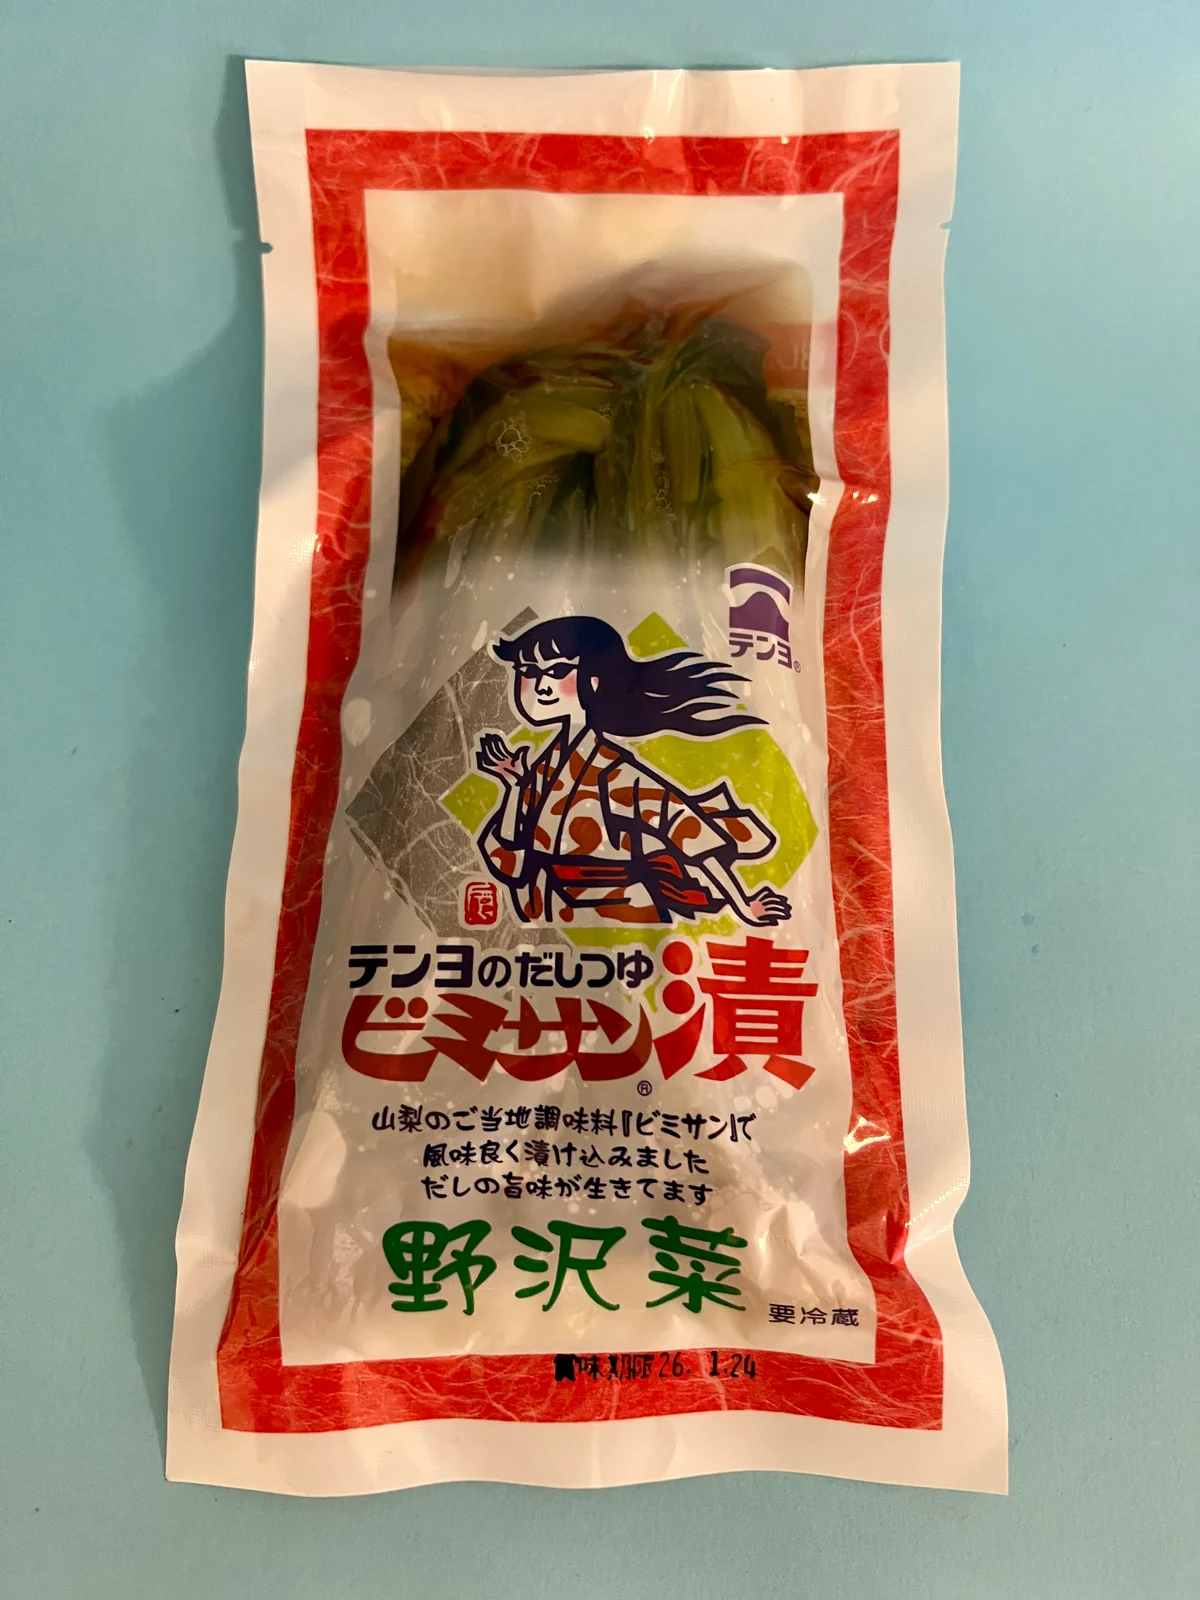 テンヨ®
テンヨのだしつゆ
ビミサン漬
®
山梨のご当地調味料『ビミサン』で
風味良く漬け込みました
だしの旨味が生きてます
野沢菜
要冷蔵
賞味期限26. 1.24